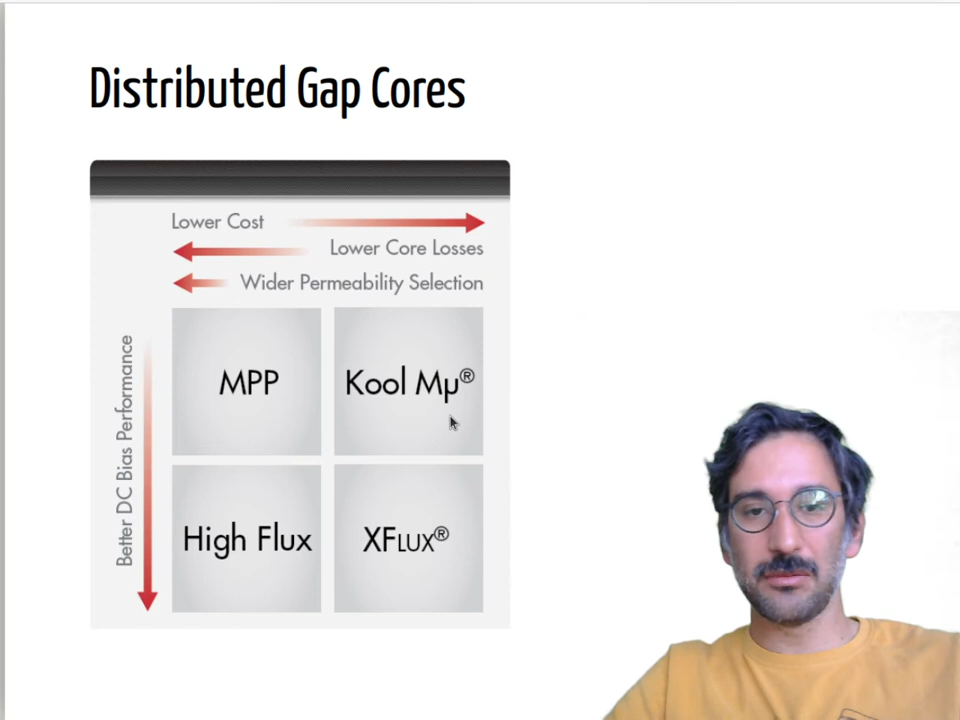 Distributed Gap Cores
Lower Cost
Lower Core Losses
Wider Permeability Selection
Better DC Bias Performance
MPP
Kool Mµ®
High Flux
XFLUX®